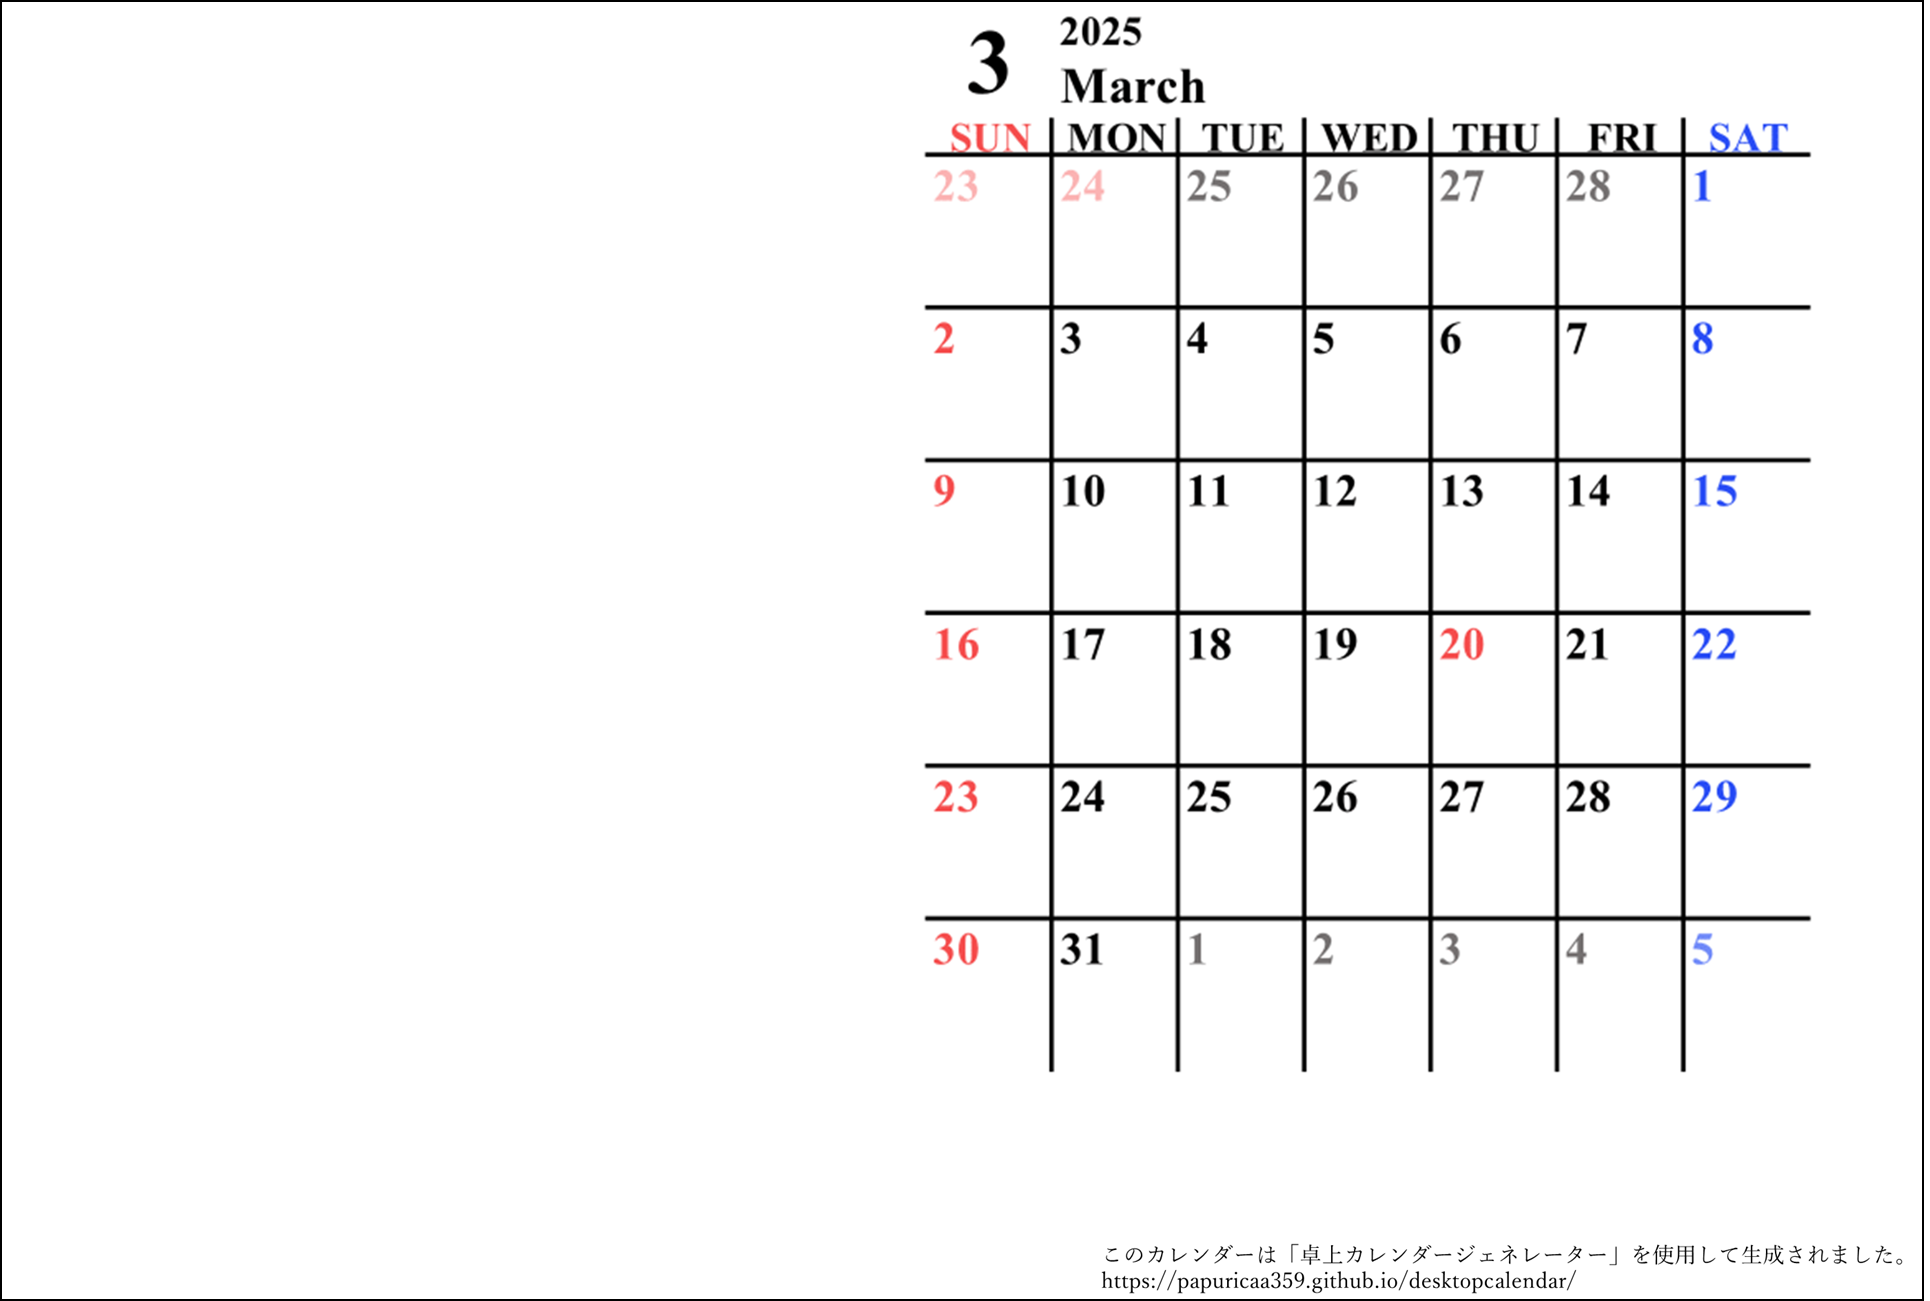 3
2025
March
SUN MON TUE WED THU FRI SAT
23 24 25 26 27 28 1
2 3 4 5 6 7 8
9 10 11 12 13 14 15
16 17 18 19 20 21 22
23 24 25 26 27 28 29
30 31 1 2 3 4 5
このカレンダーは「卓上カレンダージェネレーター」を使用して生成されました。
https://papuricaa359.github.io/desktopcalendar/